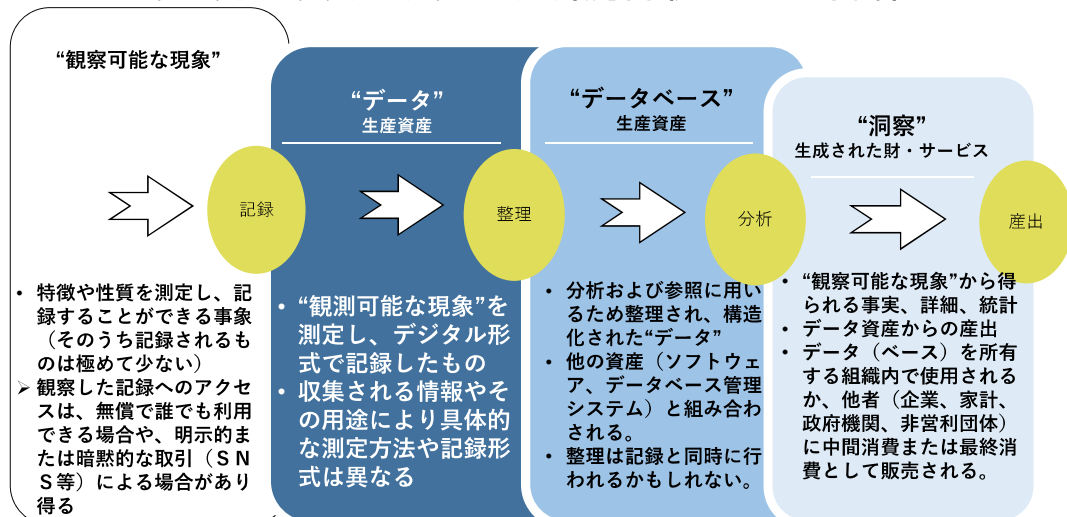 “観察可能な現象”
“データ”
生産資産
“データベース”
生産資産
“洞察”
生成された財・サービス
記録
整理
分析
産出
• 特徴や性質を測定し、記
録することができる事象
（そのうち記録されるも
のは極めて少ない）
➢ 観察した記録へのアクセ
スは、無償で誰でも利用
できる場合や、明示的ま
たは暗黙的な取引（ＳＮ
Ｓ等）による場合があり
得る
• “観測可能な現象”を
測定し、デジタル形
式で記録したもの
• 収集される情報やそ
の用途により具体的
な測定方法や記録形
式は異なる
• 分析および参照に用い
るため整理され、構造
化された“データ”
• 他の資産（ソフトウェ
ア、データベース管理
システム）と組み合わ
される。
• 整理は記録と同時に行
われるかもしれない。
• “観察可能な現象”から得
られる事実、詳細、統計
• データ資産からの産出
• データ（ベース）を所有
する組織内で使用される
か、他者（企業、家計、
政府機関、非営利団体）
に中間消費または最終消
費として販売される。